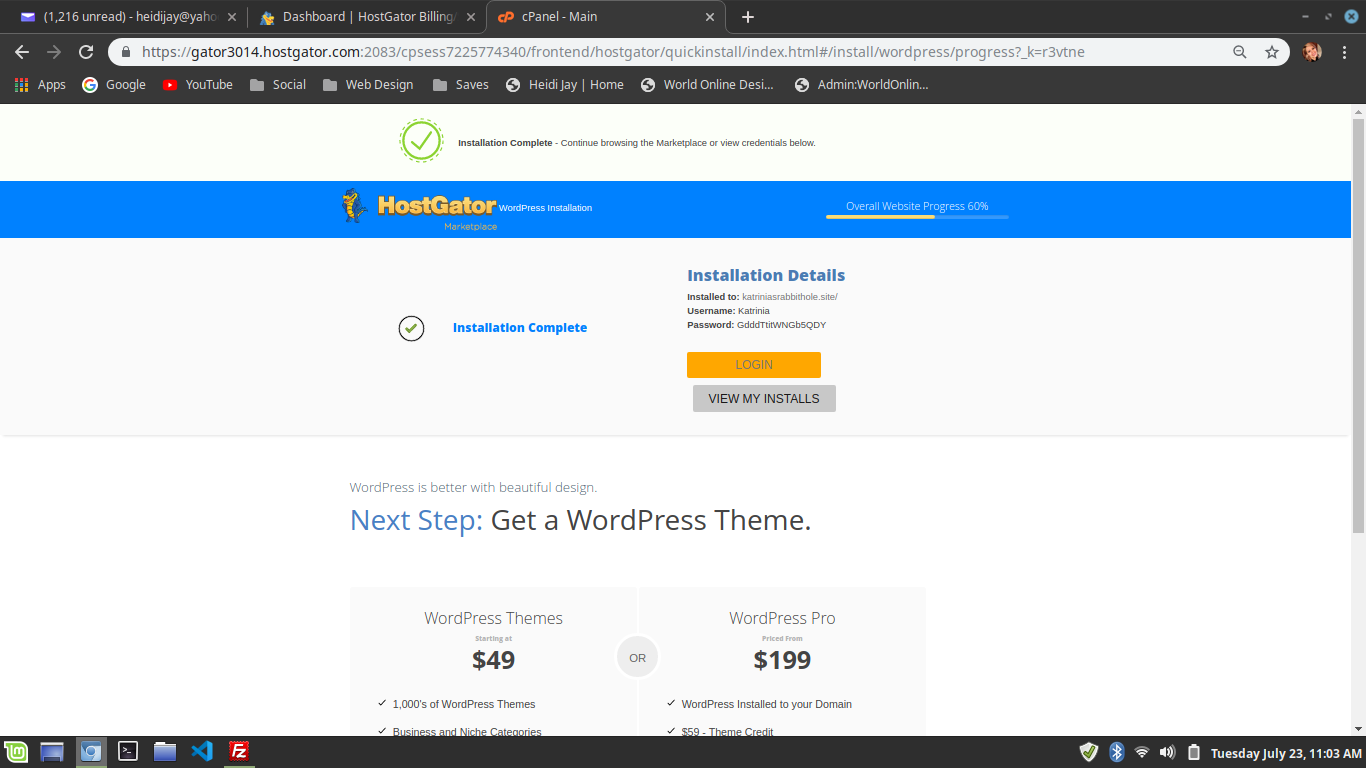 (1,216 unread) - heidijay@yaho
Dashboard | HostGator Billing/
cPanel - Main
https://gator3014.hostgator.com:2083/cpsess7225774340/frontend/hostgator/quickinstall/index.html#/install/wordpress/progress?_k=r3vtne
Apps Google YouTube Social Web Design Saves Heidi Jay | Home World Online Desi... Admin:WorldOnlin...
Installation Complete - Continue browsing the Marketplace or view credentials below.
HostGator WordPress Installation
Marketplace
Overall Website Progress 60%
Installation Complete
Installation Details
Installed to: katriniasrabbithole.site/
Username: Katrinia
Password: GdddTtitWNGb5QDY
LOGIN
VIEW MY INSTALLS
WordPress is better with beautiful design.
Next Step: Get a WordPress Theme.
WordPress Themes
Starting at
$49
1,000's of WordPress Themes
Business and Niche Categories
OR
WordPress Pro
Priced From
$199
WordPress Installed to your Domain
$59 - Theme Credit
Tuesday July 23, 11:03 AM